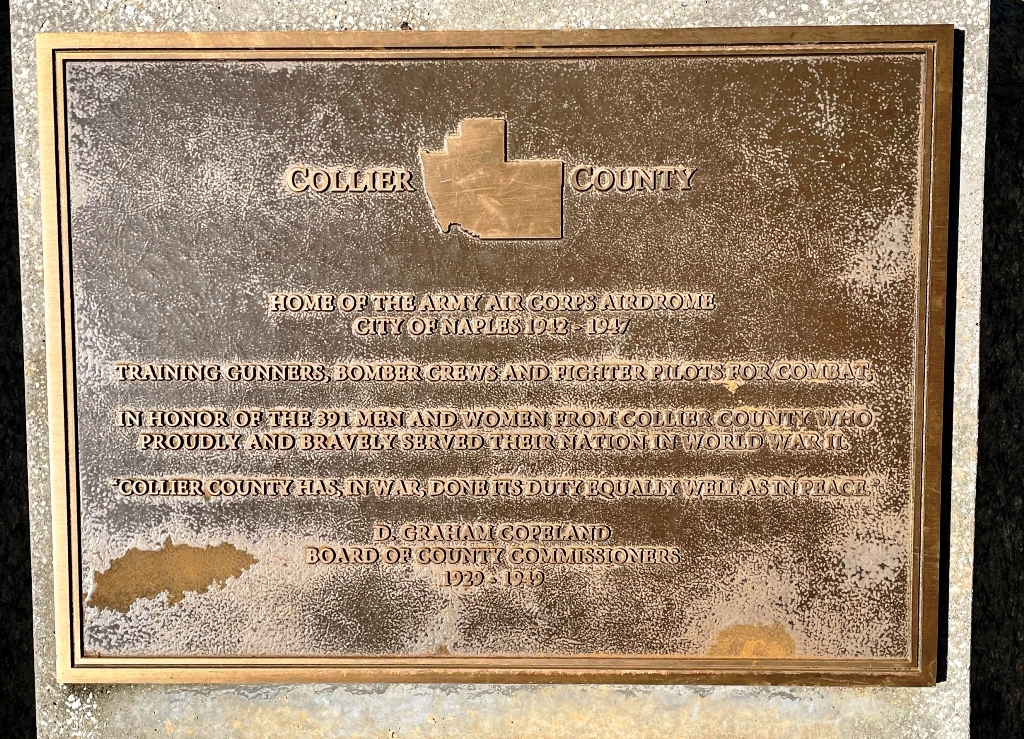 COLLIER COUNTY
HOME OF THE ARMY AIR CORPS AIRDROME
CITY OF NAPLES 1942 - 1947
TRAINING GUNNERS, BOMBER CREWS AND FIGHTER PILOTS FOR COMBAT.
IN HONOR OF THE 391 MEN AND WOMEN FROM COLLIER COUNTY WHO
PROUDLY AND BRAVELY SERVED THEIR NATION IN WORLD WAR II.
"COLLIER COUNTY HAS, IN WAR, DONE ITS DUTY EQUALLY WELL AS IN PEACE."
D. GRAHAM COPELAND
BOARD OF COUNTY COMMISSIONERS
1929 - 1949